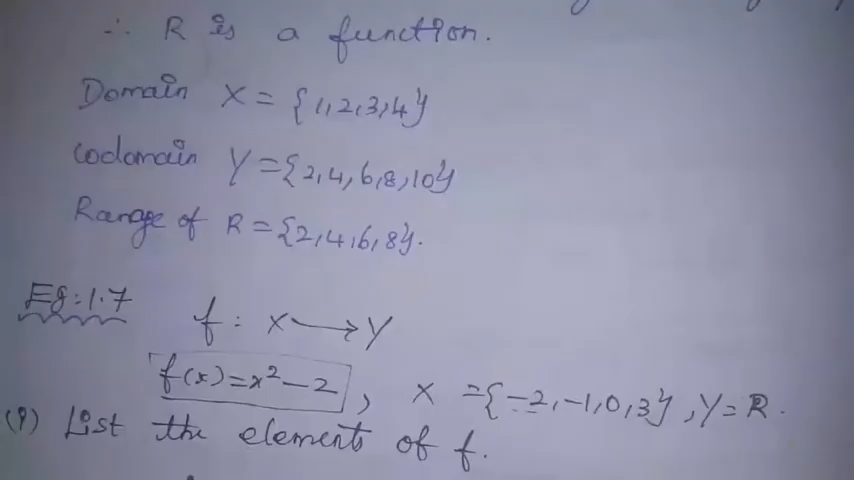 ∴ R is a function.
Domain X = {1,2,3,4}
Codomain Y = {2,4,6,8,10}
Range of R = {2,4,6,8}.
Eg:1.7
f : X → Y
f(x) = x² - 2, X = {-2,-1,0,3}, Y = R.
(i) List the elements of f.